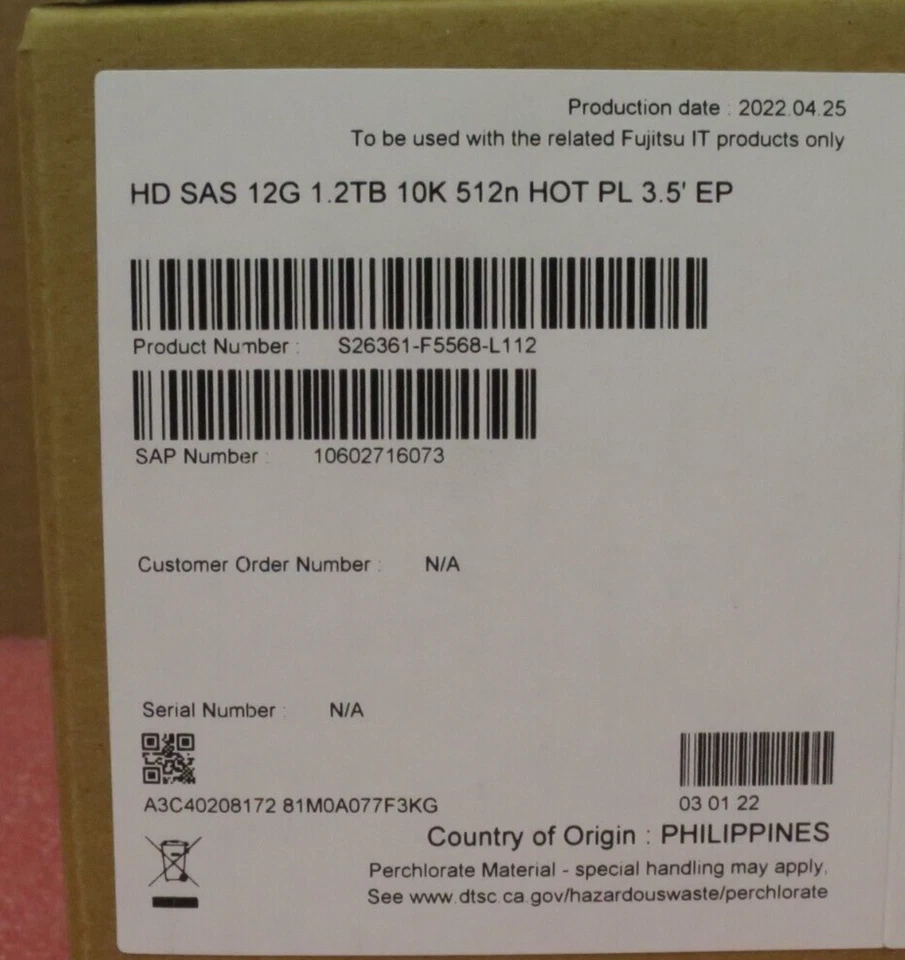 Production date : 2022.04.25
To be used with the related Fujitsu IT products only
HD SAS 12G 1.2TB 10K 512n HOT PL 3.5' EP
Product Number : S26361-F5568-L112
SAP Number : 10602716073
Customer Order Number : N/A
Serial Number : N/A
A3C40208172 81M0A077F3KG
03 01 22
Country of Origin : PHILIPPINES
Perchlorate Material - special handling may apply.
See www.dtsc.ca.gov/hazardouswaste/perchlorate